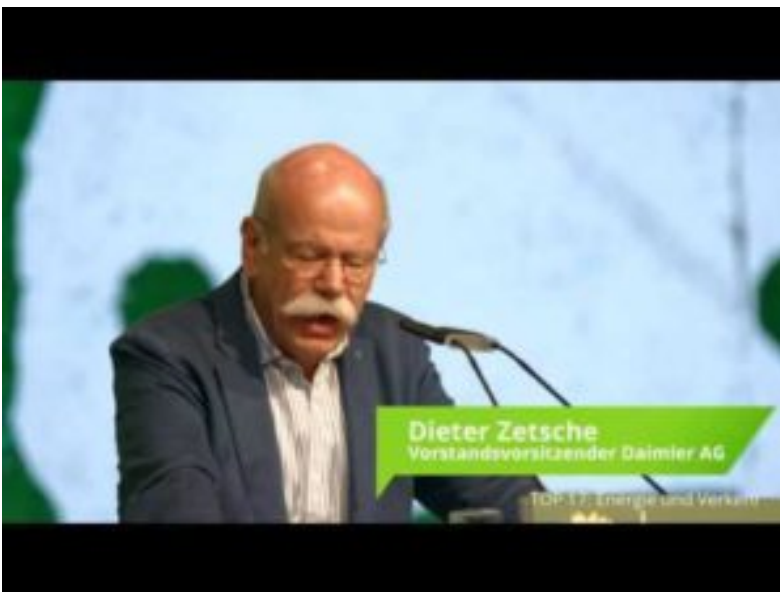 Dieter Zetsche
Vorstandsvorsitzender Daimler AG
TOP 17: Energie und Verkehr